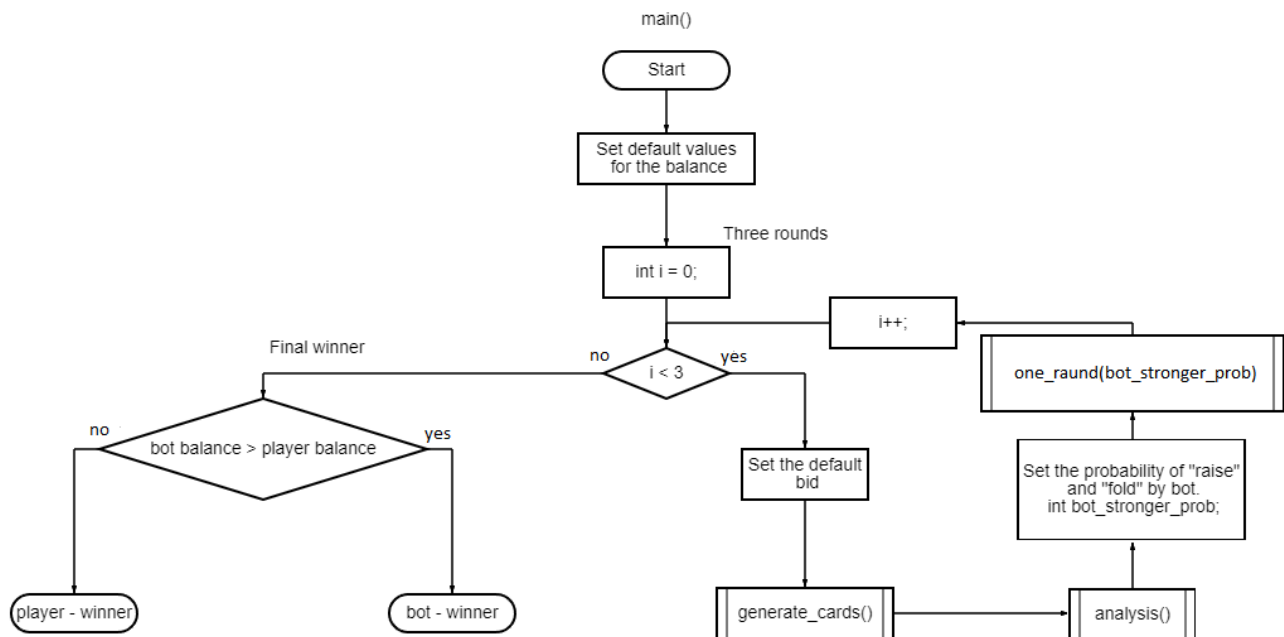 main()
Start
Set default values
for the balance
Three rounds
int i = 0;
i++;
Final winner
no
yes
i < 3
one_raund(bot_stronger_prob)
no
yes
bot balance > player balance
Set the default
bid
Set the probability of "raise"
and "fold" by bot.
int bot_stronger_prob;
player - winner
bot - winner
generate_cards()
analysis()